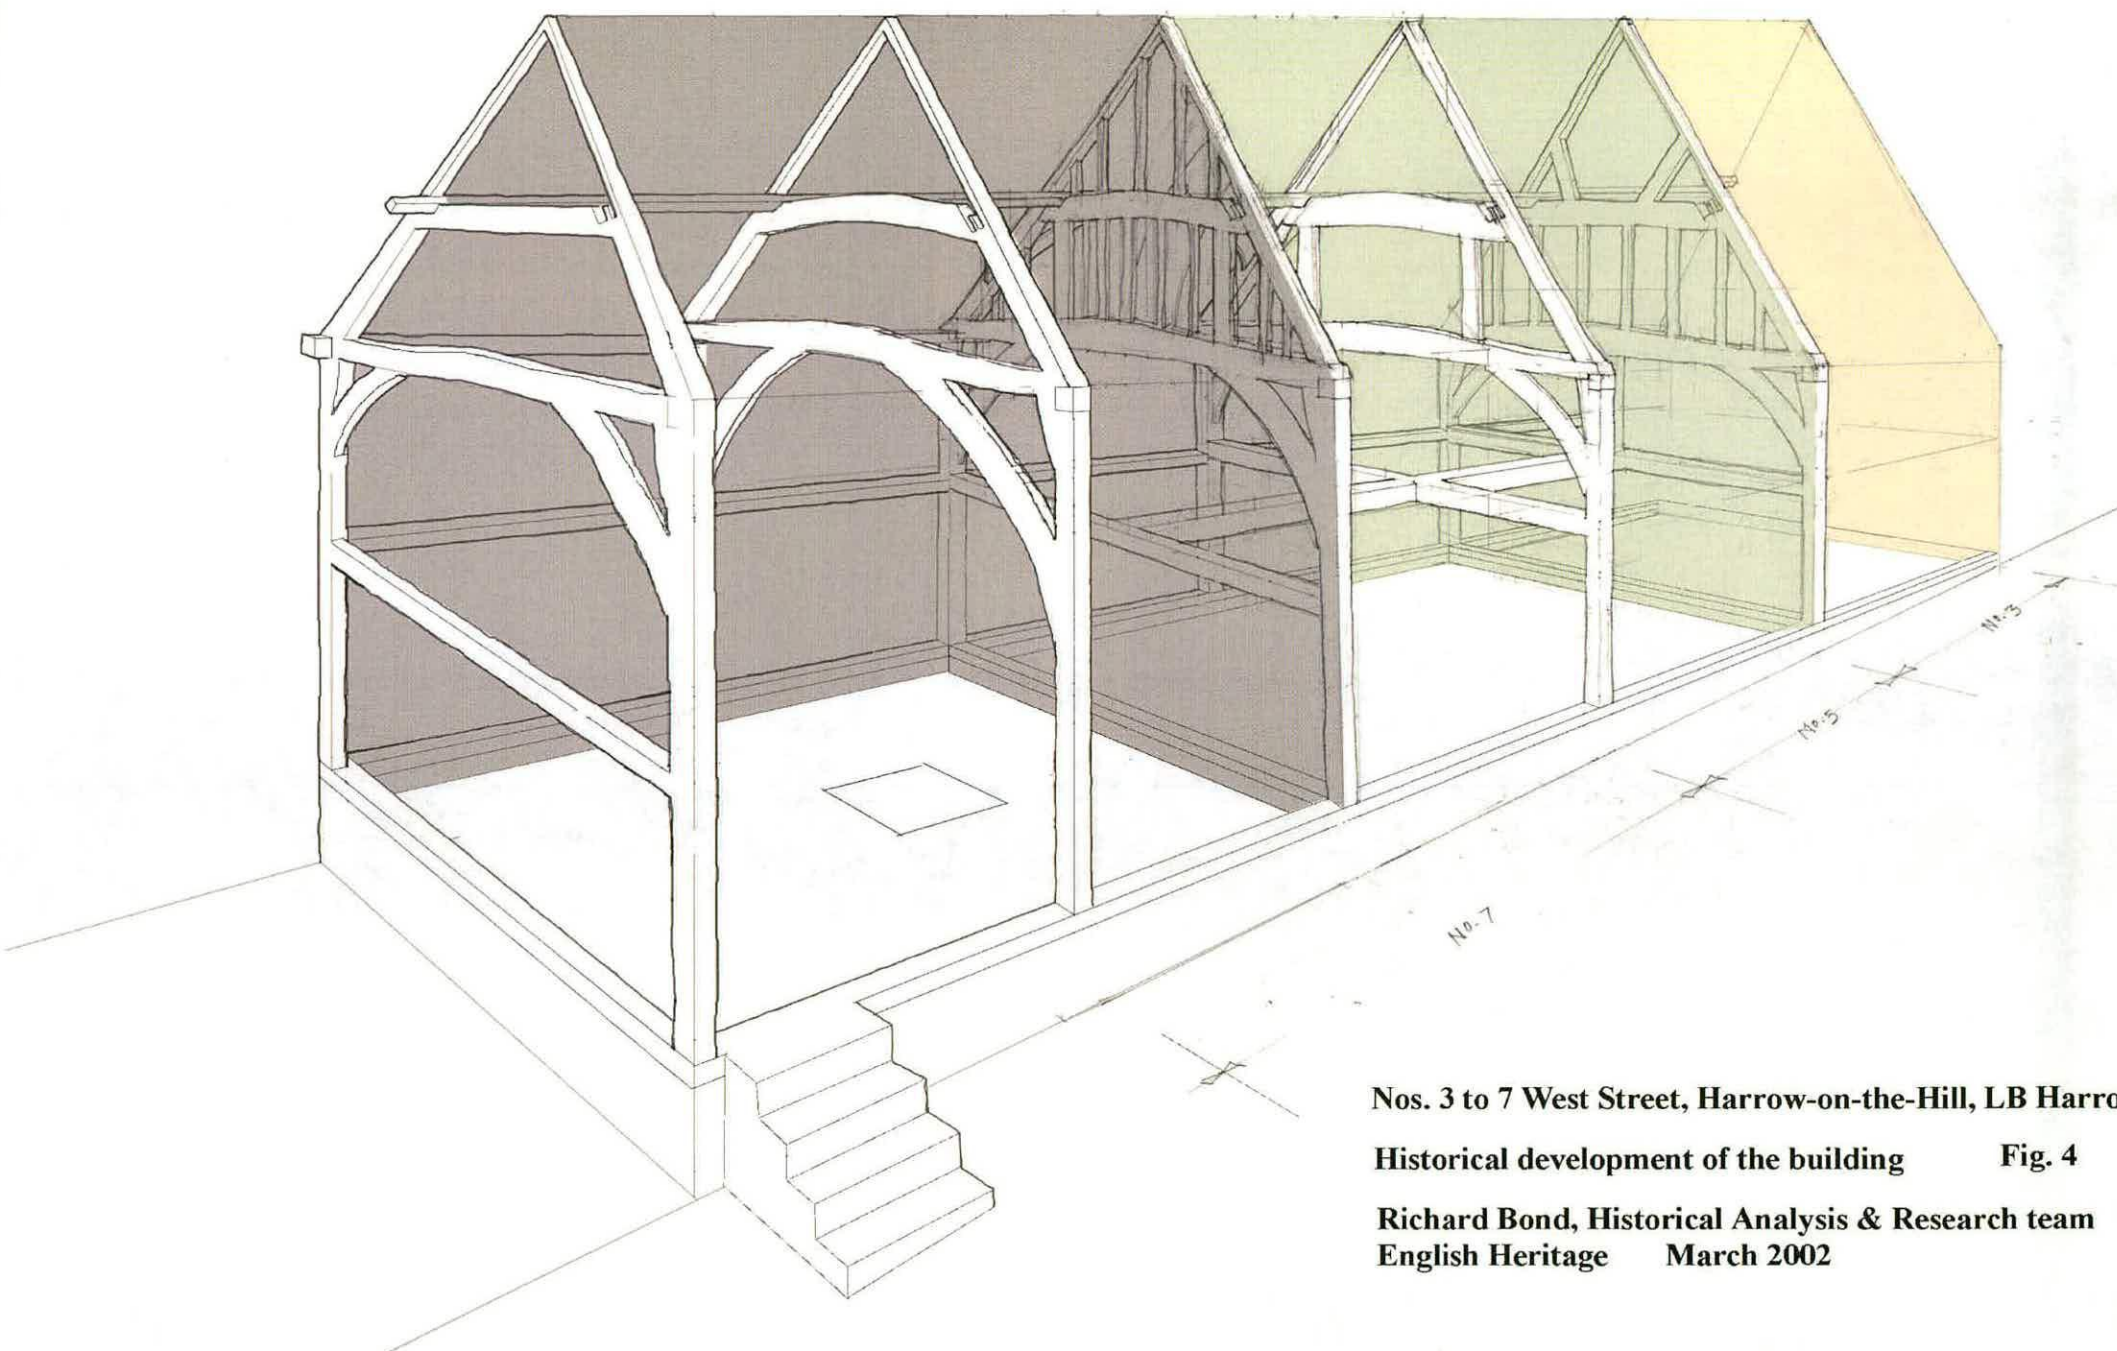 No. 3
No. 5
No. 7
Nos. 3 to 7 West Street, Harrow-on-the-Hill, LB Harro
Historical development of the building Fig. 4
Richard Bond, Historical Analysis & Research team
English Heritage March 2002